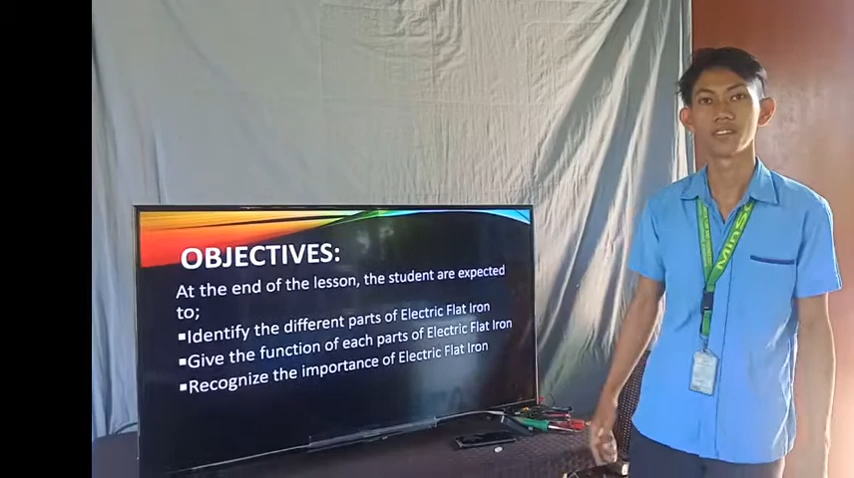 OBJECTIVES:
At the end of the lesson, the student are expected
to;
▪Identify the different parts of Electric Flat Iron
▪Give the function of each parts of Electric Flat Iron
▪Recognize the importance of Electric Flat Iron